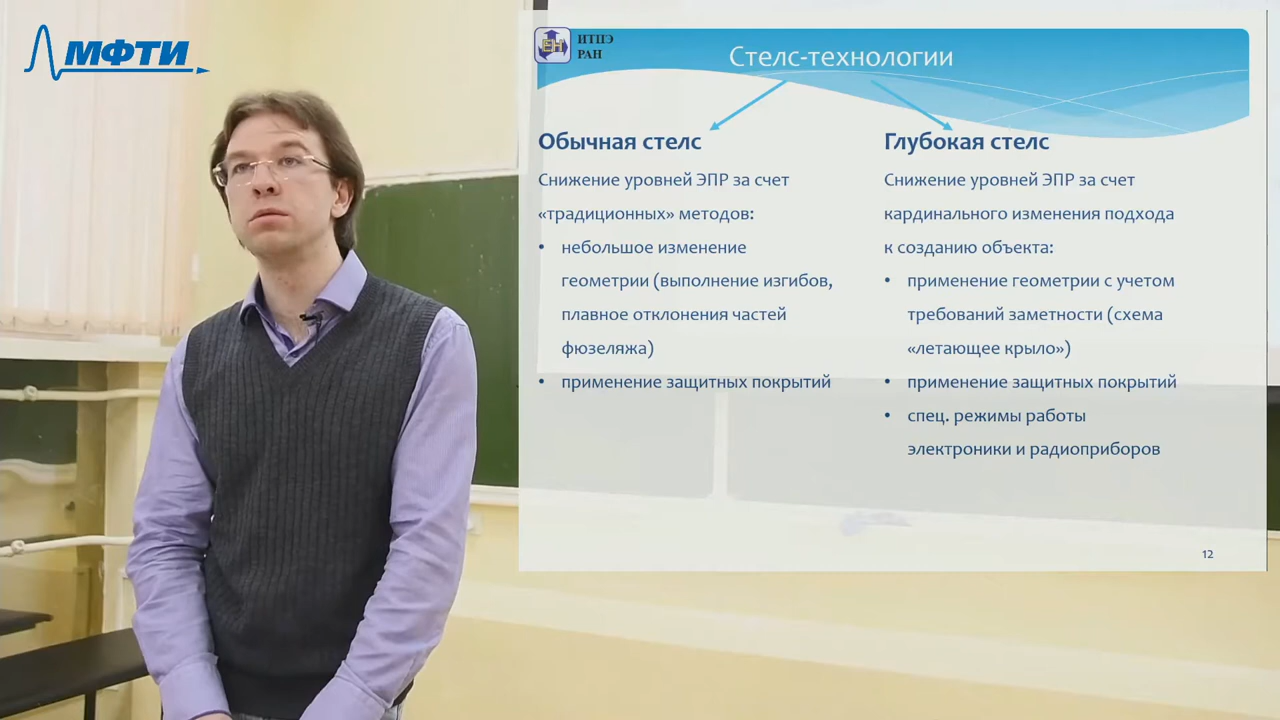 МФТИ
ИТПЭ
РАН
Стелс-технологии
Обычная стелс
Снижение уровней ЭПР за счет
«традиционных» методов:
• небольшое изменение
геометрии (выполнение изгибов,
плавное отклонения частей
фюзеляжа)
• применение защитных покрытий
Глубокая стелс
Снижение уровней ЭПР за счет
кардинального изменения подхода
к созданию объекта:
• применение геометрии с учетом
требований заметности (схема
«летающее крыло»)
• применение защитных покрытий
• спец. режимы работы
электроники и радиоприборов
12